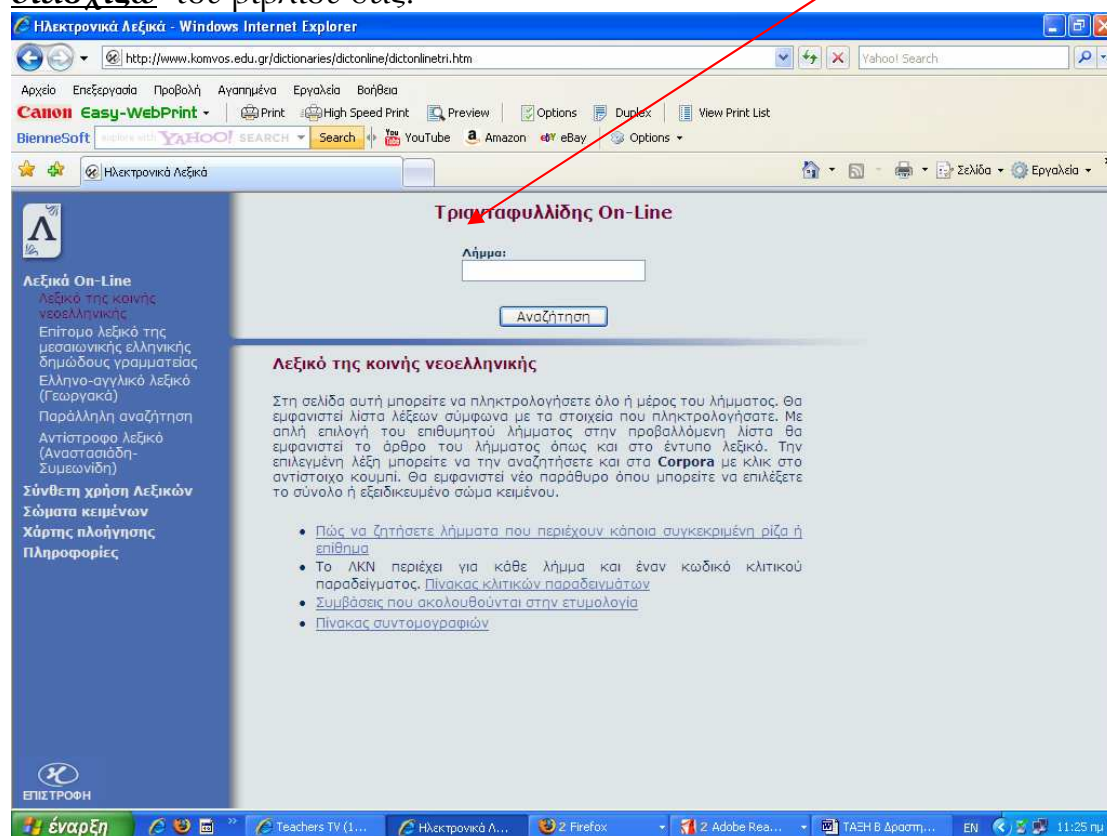 διασχίζω του βιβλίου σας.
Ηλεκτρονικά Λεξικά - Windows Internet Explorer
http://www.komvos.edu.gr/dictionaries/dictonline/dictonlinetri.htm
Yahoo! Search
Αρχείο Επεξεργασία Προβολή Αγαπημένα Εργαλεία Βοήθεια
Canon Easy-WebPrint Print High Speed Print Preview Options Duplex View Print List
BienneSoft YAHOO! SEARCH Search YouTube Amazon eBay Options
Ηλεκτρονικά Λεξικά
Σελίδα Εργαλεία
Λ
Λεξικά On-Line
Λεξικό της κοινής
νεοελληνικής
Επίτομο λεξικό της
μεσαιωνικής ελληνικής
δημώδους γραμματείας
Ελληνο-αγγλικό λεξικό
(Γεωργακά)
Παράλληλη αναζήτηση
Αντίστροφο λεξικό
(Αναστασιάδη-
Συμεωνίδη)
Σύνθετη χρήση Λεξικών
Σώματα κειμένων
Χάρτης πλοήγησης
Πληροφορίες
ΕΠΙΣΤΡΟΦΗ
Τριανταφυλλίδης On-Line
Λήμμα:
Αναζήτηση
Λεξικό της κοινής νεοελληνικής
Στη σελίδα αυτή μπορείτε να πληκτρολογήσετε όλο ή μέρος του λήμματος. Θα
εμφανιστεί λίστα λέξεων σύμφωνα με τα στοιχεία που πληκτρολογήσατε. Με
απλή επιλογή του επιθυμητού λήμματος στην προβαλλόμενη λίστα θα
εμφανιστεί το άρθρο του λήμματος όπως και στο έντυπο λεξικό. Την
επιλεγμένη λέξη μπορείτε να την αναζητήσετε και στα Corpora με κλικ στο
αντίστοιχο κουμπί. Θα εμφανιστεί νέο παράθυρο όπου μπορείτε να επιλέξετε
το σύνολο ή εξειδικευμένο σώμα κειμένου.
• Πώς να ζητήσετε λήμματα που περιέχουν κάποια συγκεκριμένη ρίζα ή
επίθημα
• Το ΛΚΝ περιέχει για κάθε λήμμα και έναν κωδικό κλιτικού
παραδείγματος. Πίνακας κλιτικών παραδειγμάτων
• Συμβάσεις που ακολουθούνται στην ετυμολογία
• Πίνακας συντομογραφιών
έναρξη Teachers TV (1... Ηλεκτρονικά Λ... 2 Firefox 2 Adobe Rea... ΤΑΞΗ Β Δραστη... EN 11:25 πμ